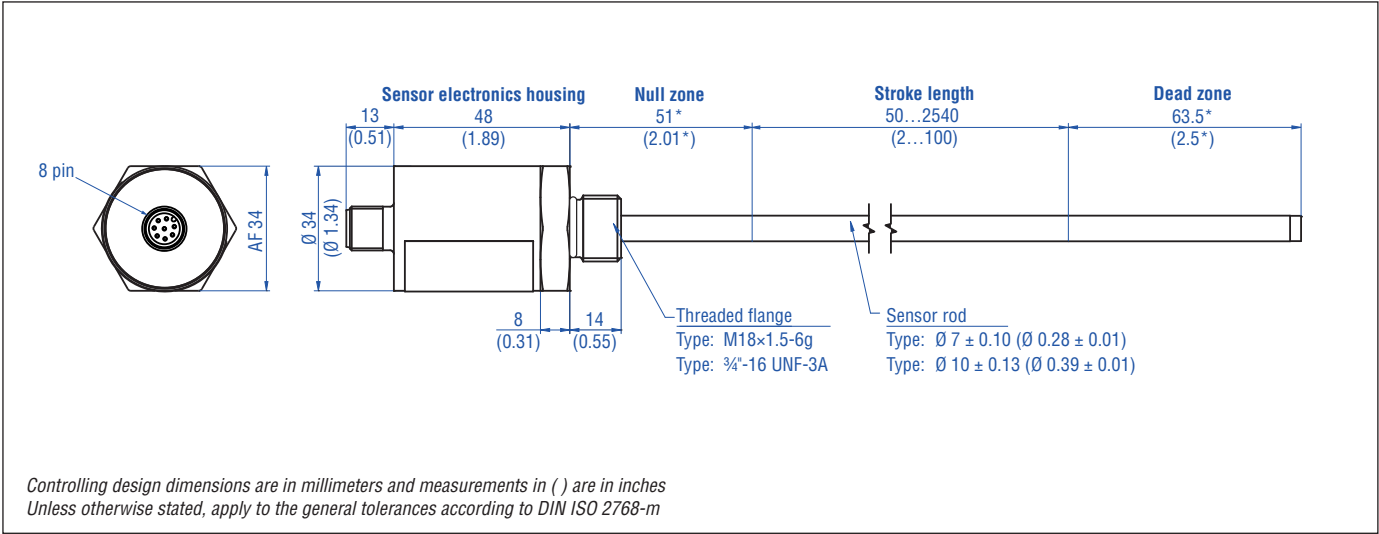 Sensor electronics housing
Null zone
Stroke length
Dead zone
13
(0.51)
48
(1.89)
51*
(2.01*)
50…2540
(2…100)
63.5*
(2.5*)
8 pin
AF 34
Ø 34
(Ø 1.34)
8
(0.31)
14
(0.55)
Threaded flange
Type: M18×1.5-6g
Type: ¾"-16 UNF-3A
Sensor rod
Type: Ø 7 ± 0.10 (Ø 0.28 ± 0.01)
Type: Ø 10 ± 0.13 (Ø 0.39 ± 0.01)
Controlling design dimensions are in millimeters and measurements in ( ) are in inches
Unless otherwise stated, apply to the general tolerances according to DIN ISO 2768-m